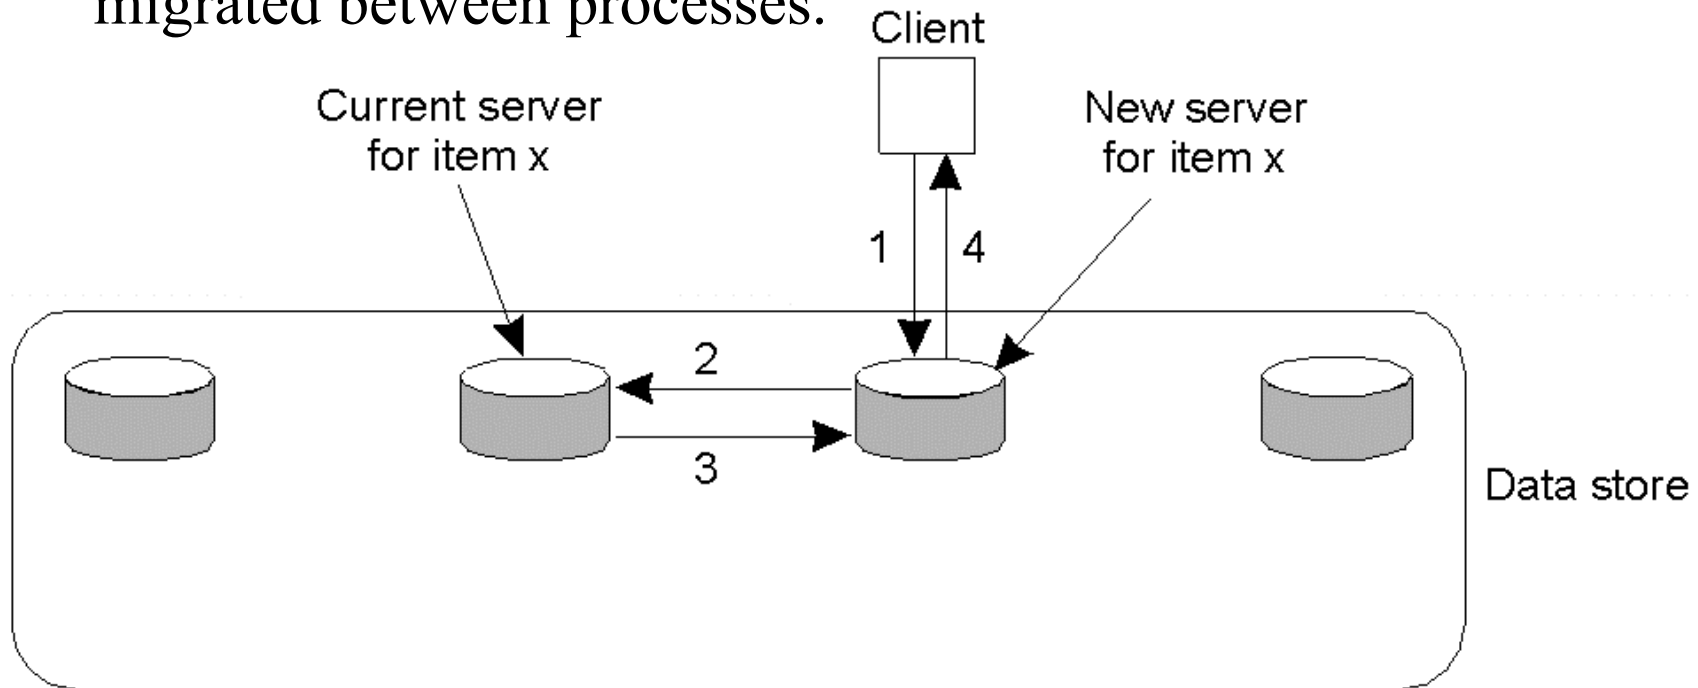 migrated between processes.
Client
Current server
for item x
New server
for item x
1
4
2
3
Data store